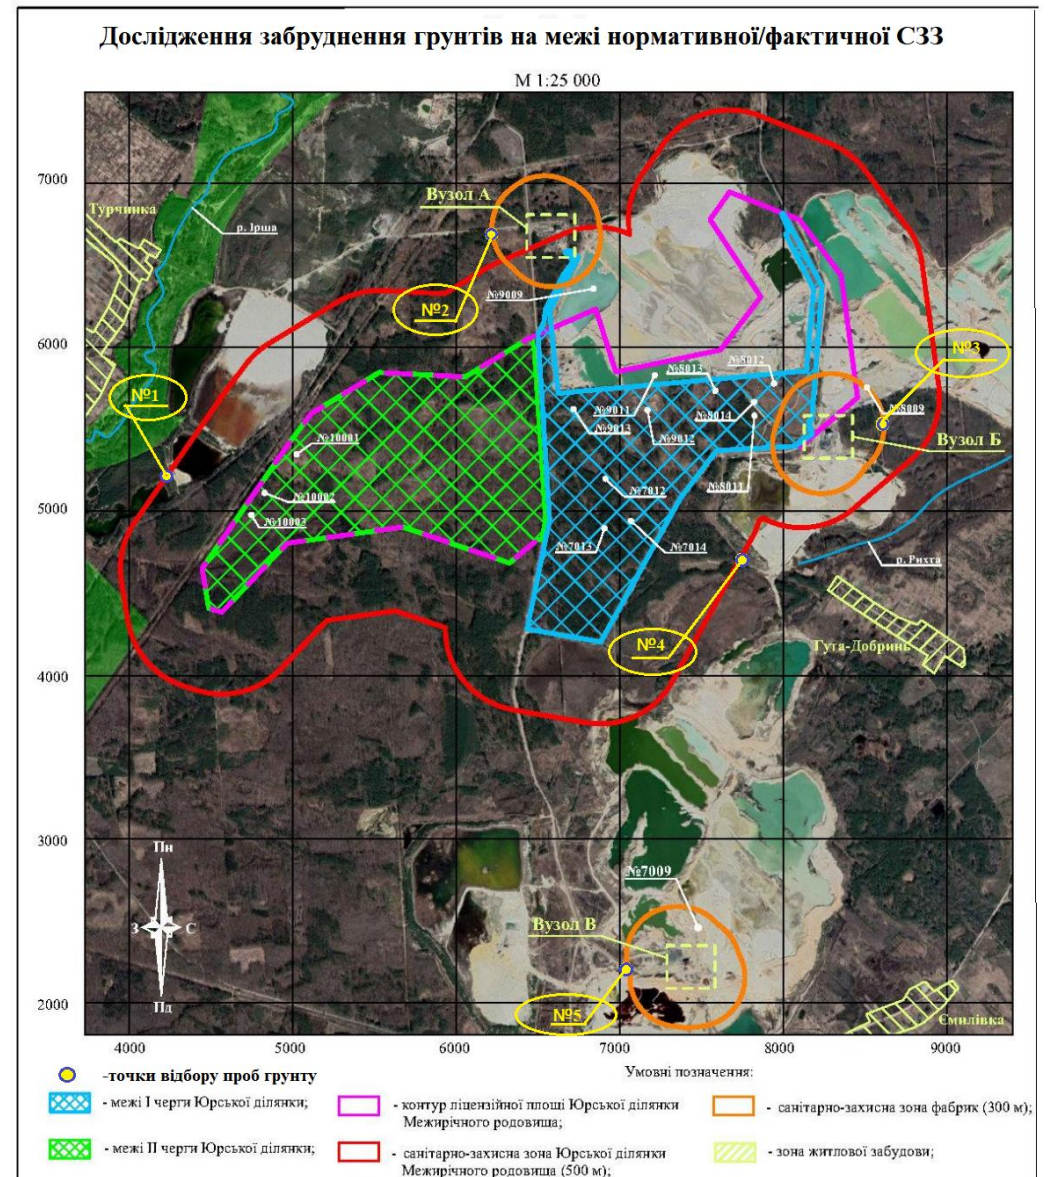 Дослідження забруднення грунтів на межі нормативної/фактичної СЗЗ
М 1:25 000
7000
6000
5000
4000
3000
2000
Турчинка
р. Ірша
Вузол А
№9009
№2
№1
№3
№8012
№8013
№9011
№9013
№9012
№8014
№8011
№8009
Вузол Б
№10001
№10002
№10003
№7012
№7013
№7014
р. Рихта
№4
Гута-Добринь
№7009
Вузол В
№5
Ємилівка
Пн
З
С
Пд
4000
5000
6000
7000
8000
9000
Умовні позначення:
-точки відбору проб грунту
- межі І черги Юрської ділянки;
- контур ліцензійної площі Юрської ділянки
Межирічного родовища;
- санітарно-захисна зона фабрик (300 м);
- межі ІІ черги Юрської ділянки;
- санітарно-захисна зона Юрської ділянки
Межирічного родовища (500 м);
- зона житлової забудови;